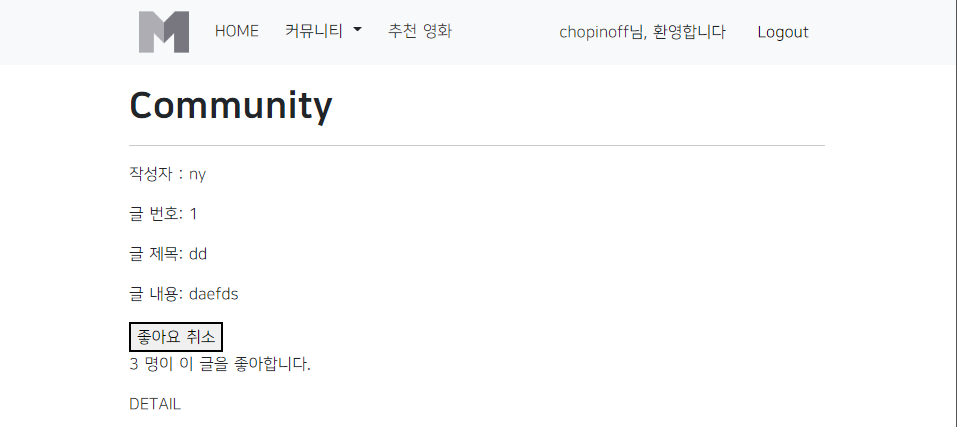 M HOME 커뮤니티 추천 영화 chopinoff님, 환영합니다 Logout
Community
작성자 : ny
글 번호: 1
글 제목: dd
글 내용: daefds
좋아요 취소
3 명이 이 글을 좋아합니다.
DETAIL